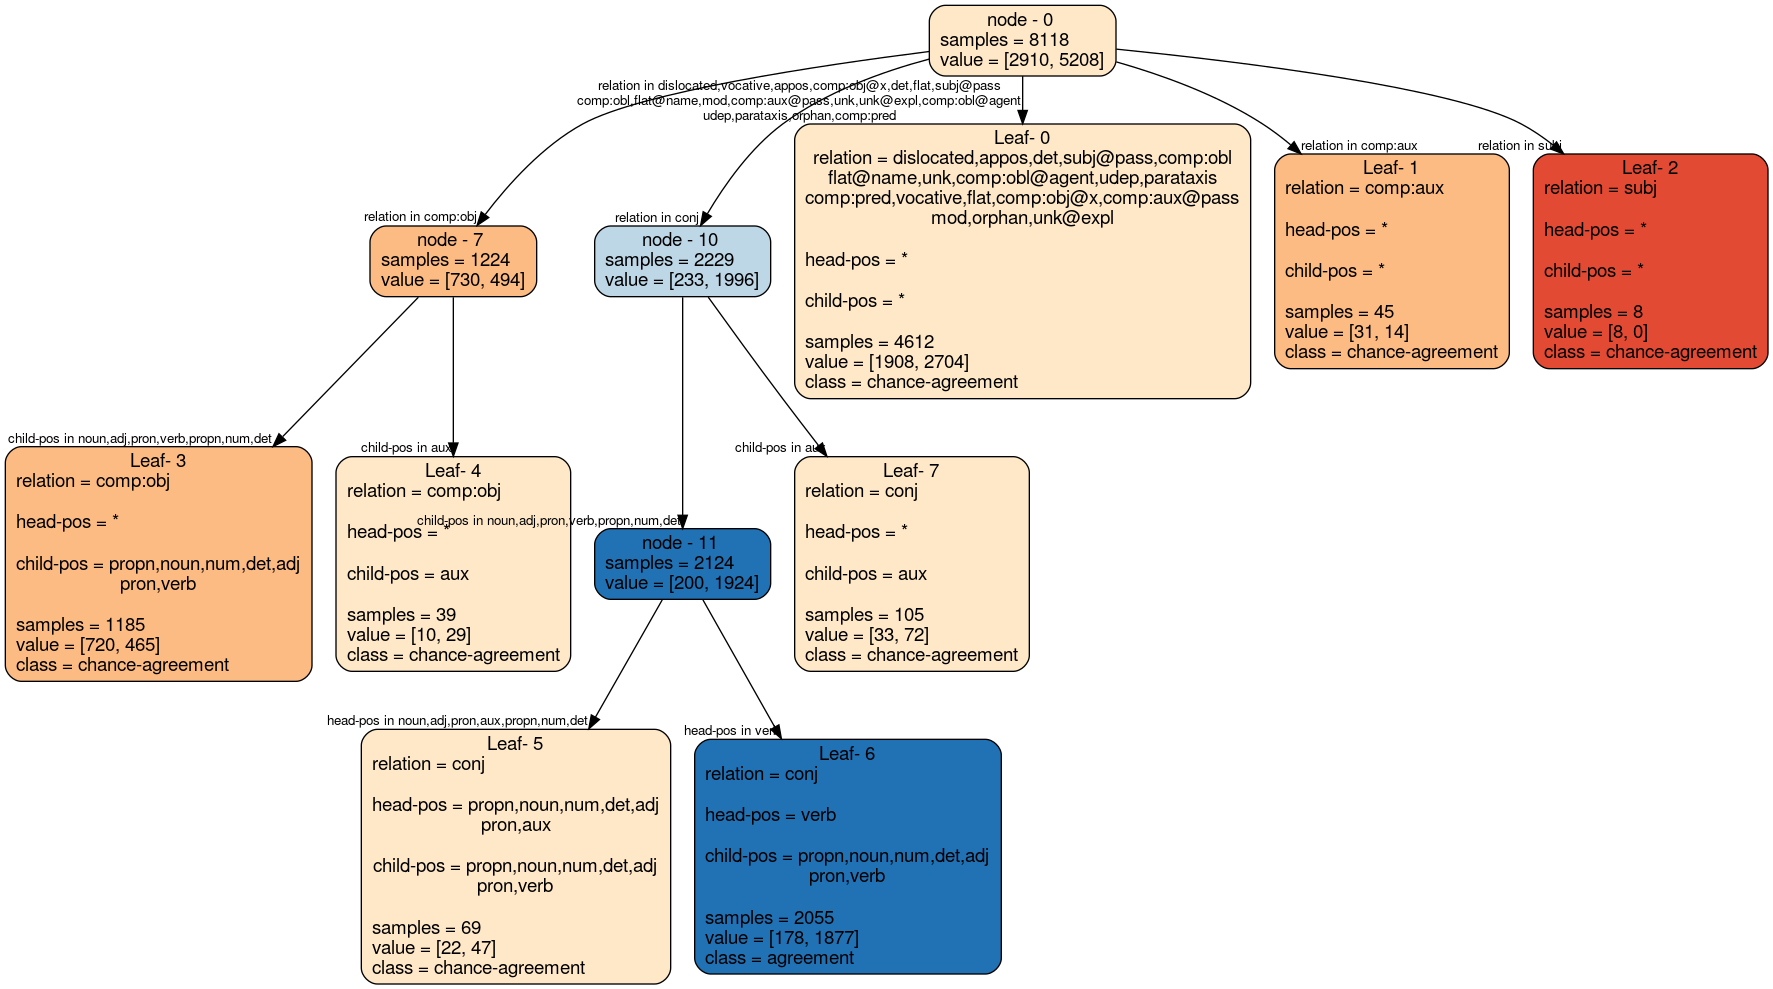 node - 0
samples = 8118
value = [2910, 5208]
relation in dislocated,vocative,appos,comp:obj@x,det,flat,subj@pass
comp:obl,flat@name,mod,comp:aux@pass,unk,unk@expl,comp:obl@agent
udep,parataxis,orphan,comp:pred
relation in comp:obj
node - 7
samples = 1224
value = [730, 494]
relation in conj
node - 10
samples = 2229
value = [233, 1996]
Leaf- 0
relation = dislocated,appos,det,subj@pass,comp:obl
flat@name,unk,comp:obl@agent,udep,parataxis
comp:pred,vocative,flat,comp:obj@x,comp:aux@pass
mod,orphan,unk@expl
head-pos = *
child-pos = *
samples = 4612
value = [1908, 2704]
class = chance-agreement
relation in comp:aux
Leaf- 1
relation = comp:aux
head-pos = *
child-pos = *
samples = 45
value = [31, 14]
class = chance-agreement
relation in subj
Leaf- 2
relation = subj
head-pos = *
child-pos = *
samples = 8
value = [8, 0]
class = chance-agreement
child-pos in noun,adj,pron,verb,propn,num,det
Leaf- 3
relation = comp:obj
head-pos = *
child-pos = propn,noun,num,det,adj
pron,verb
samples = 1185
value = [720, 465]
class = chance-agreement
child-pos in aux
Leaf- 4
relation = comp:obj
head-pos = *
child-pos = aux
samples = 39
value = [10, 29]
class = chance-agreement
child-pos in noun,adj,pron,verb,propn,num,det
node - 11
samples = 2124
value = [200, 1924]
child-pos in aux
Leaf- 7
relation = conj
head-pos = *
child-pos = aux
samples = 105
value = [33, 72]
class = chance-agreement
head-pos in noun,adj,pron,aux,propn,num,det
Leaf- 5
relation = conj
head-pos = propn,noun,num,det,adj
pron,aux
child-pos = propn,noun,num,det,adj
pron,verb
samples = 69
value = [22, 47]
class = chance-agreement
head-pos in verb
Leaf- 6
relation = conj
head-pos = verb
child-pos = propn,noun,num,det,adj
pron,verb
samples = 2055
value = [178, 1877]
class = agreement